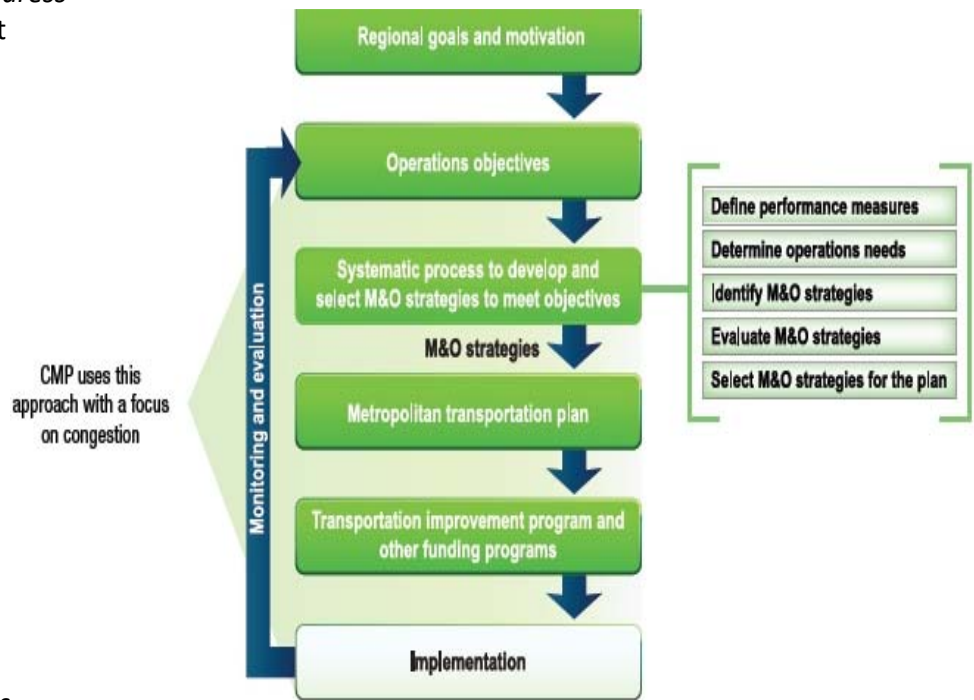 Regional goals and motivation
Operations objectives
Systematic process to develop and
select M&O strategies to meet objectives
M&O strategies
Metropolitan transportation plan
Transportation improvement program and
other funding programs
Implementation
Monitoring and evaluation
CMP uses this
approach with a focus
on congestion
Define performance measures
Determine operations needs
Identify M&O strategies
Evaluate M&O strategies
Select M&O strategies for the plan